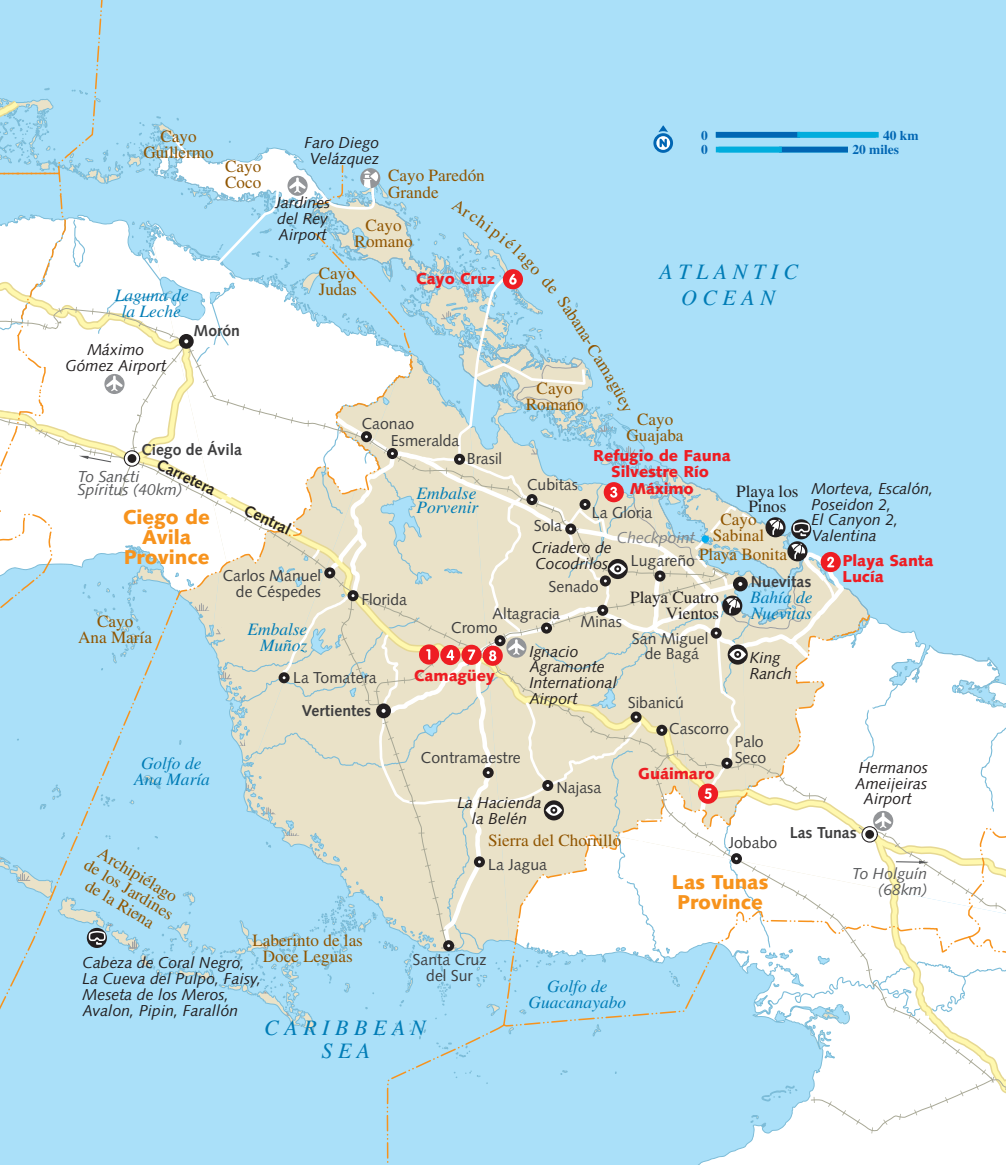 Cayo
Guillermo
Cayo
Coco
Faro Diego
Velázquez
Cayo Paredón
Grande
Jardines
del Rey
Airport
Cayo
Romano
Cayo
Judas
Archipiélago de Sabana-Camagüey
0 40 km
0 20 miles
N
ATLANTIC
OCEAN
Cayo Cruz 6
Laguna de
la Leche
Morón
Máximo
Gómez Airport
Cayo
Romano
Cayo
Guajaba
Caonao
Esmeralda
Brasil
Ciego de Ávila
To Sancti
Spíritus (40km)
Carretera
Central
Refugio de Fauna
Silvestre Río
3 Máximo
Embalse
Porvenir
Cubitas
La Gloria
Sola
Checkpoint
Playa los
Pinos
Cayo
Sabinal
Playa Bonita
Morteva, Escalón,
Poseidon 2,
El Canyon 2,
Valentina
2 Playa Santa
Lucía
Ciego de
Ávila
Province
Criadero de
Cocodrilos
Lugareño
Senado
Nuevitas
Bahía de
Nuevitas
Playa Cuatro
Vientos
Carlos Manuel
de Céspedes
Florida
Cayo
Ana María
Embalse
Muñoz
Altagracia
Minas
Cromo
San Miguel
de Bagá
King
Ranch
1 4 7 8
Camagüey
Ignacio
Agramonte
International
Airport
La Tomatera
Vertientes
Sibanicú
Cascorro
Palo
Seco
Golfo de
Ana María
Contramaestre
Guáimaro
5
Najasa
La Hacienda
la Belén
Hermanos
Ameijeiras
Airport
Las Tunas
Sierra del Chorrillo
Jobabo
La Jagua
To Holguín
(68km)
Las Tunas
Province
Archipiélago
de los Jardines
de la Riena
Laberinto de las
Doce Leguas
Santa Cruz
del Sur
Cabeza de Coral Negro,
La Cueva del Pulpo, Faisy,
Meseta de los Meros,
Avalon, Pipin, Farallón
Golfo de
Guacanayabo
CARIBBEAN
SEA